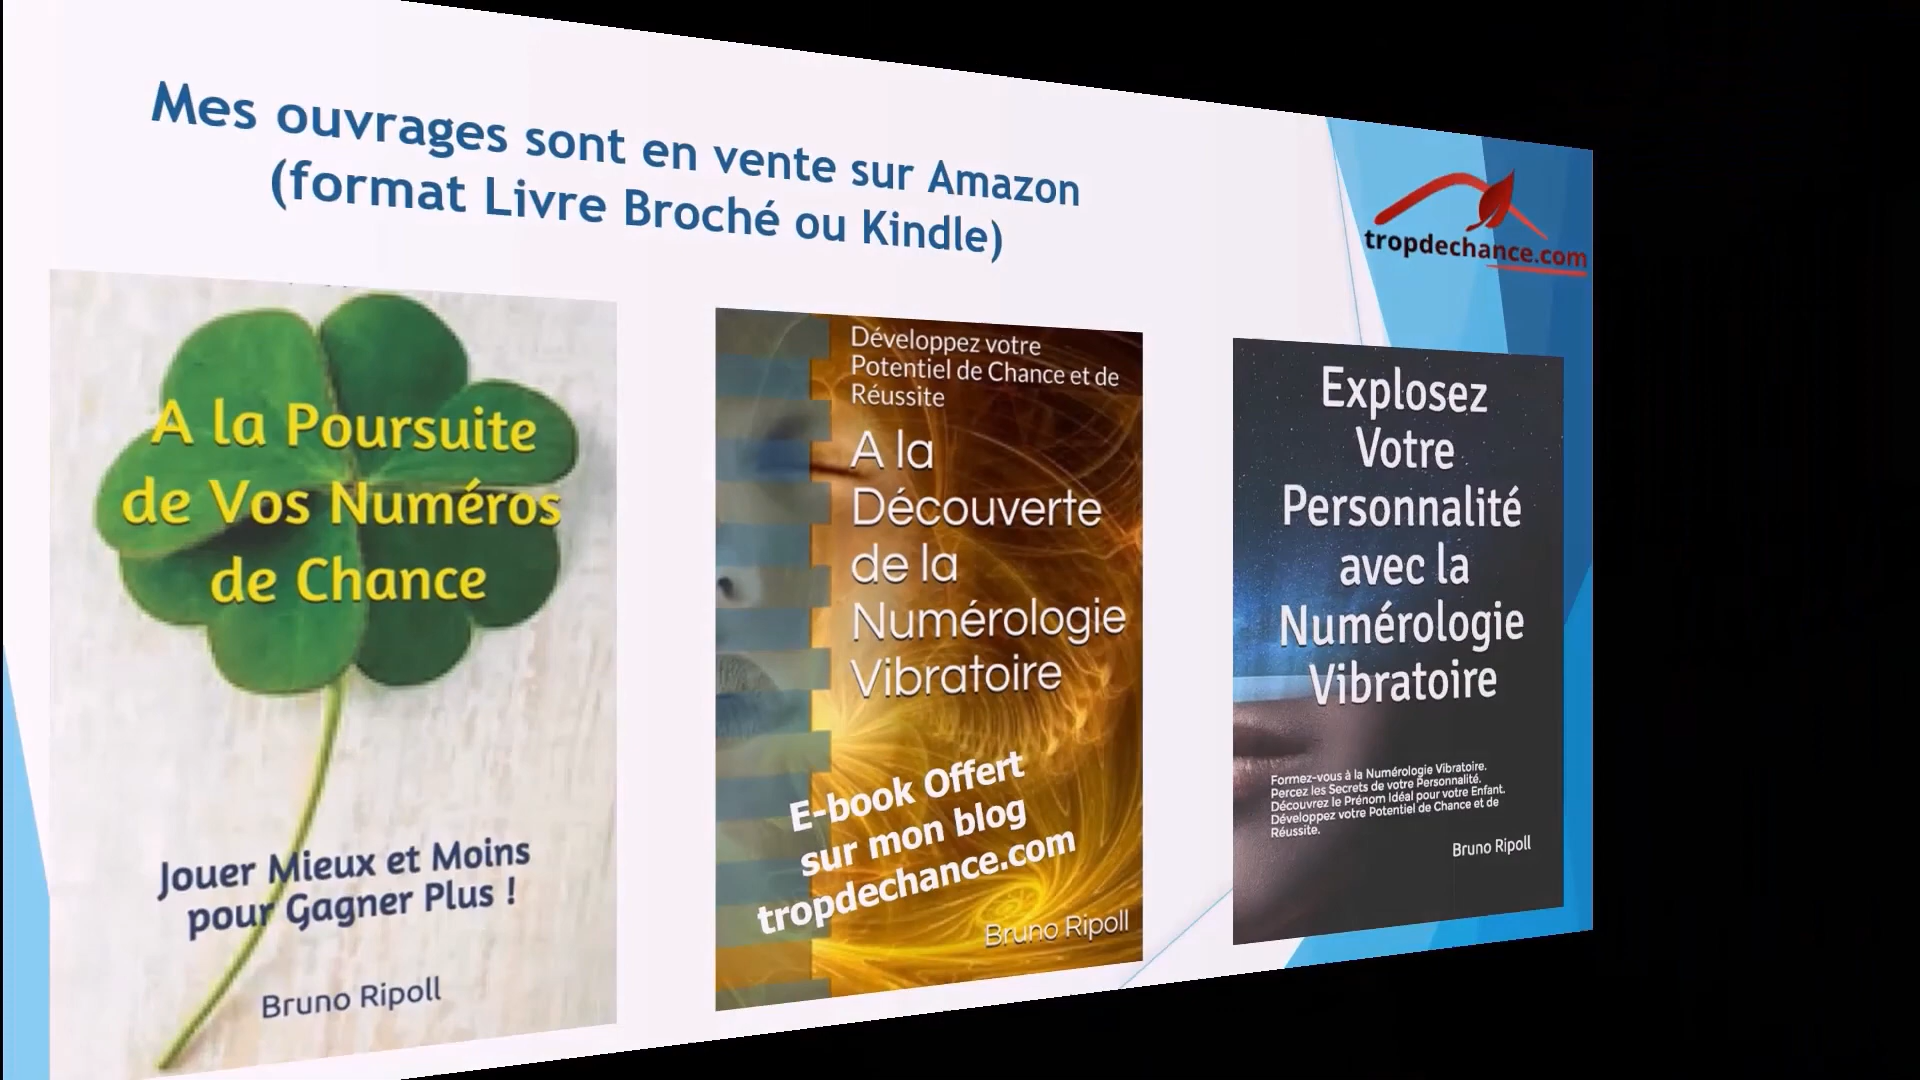 Mes ouvrages sont en vente sur Amazon
(format Livre Broché ou Kindle)
tropdechance.com
A la Poursuite
de Vos Numéros
de Chance
Jouer Mieux et Moins
pour Gagner Plus !
Bruno Ripoll
Développez votre
Potentiel de Chance et de
Réussite
A la
Découverte
de la
Numérologie
Vibratoire
E-book Offert
sur mon blog
tropdechance.com
Bruno Ripoll
Explosez
Votre
Personnalité
avec la
Numérologie
Vibratoire
Formez-vous à la Numérologie Vibratoire.
Percez les Secrets de votre Personnalité.
Découvrez le Prénom Idéal pour votre Enfant.
Développez votre Potentiel de Chance et de
Réussite.
Bruno Ripoll